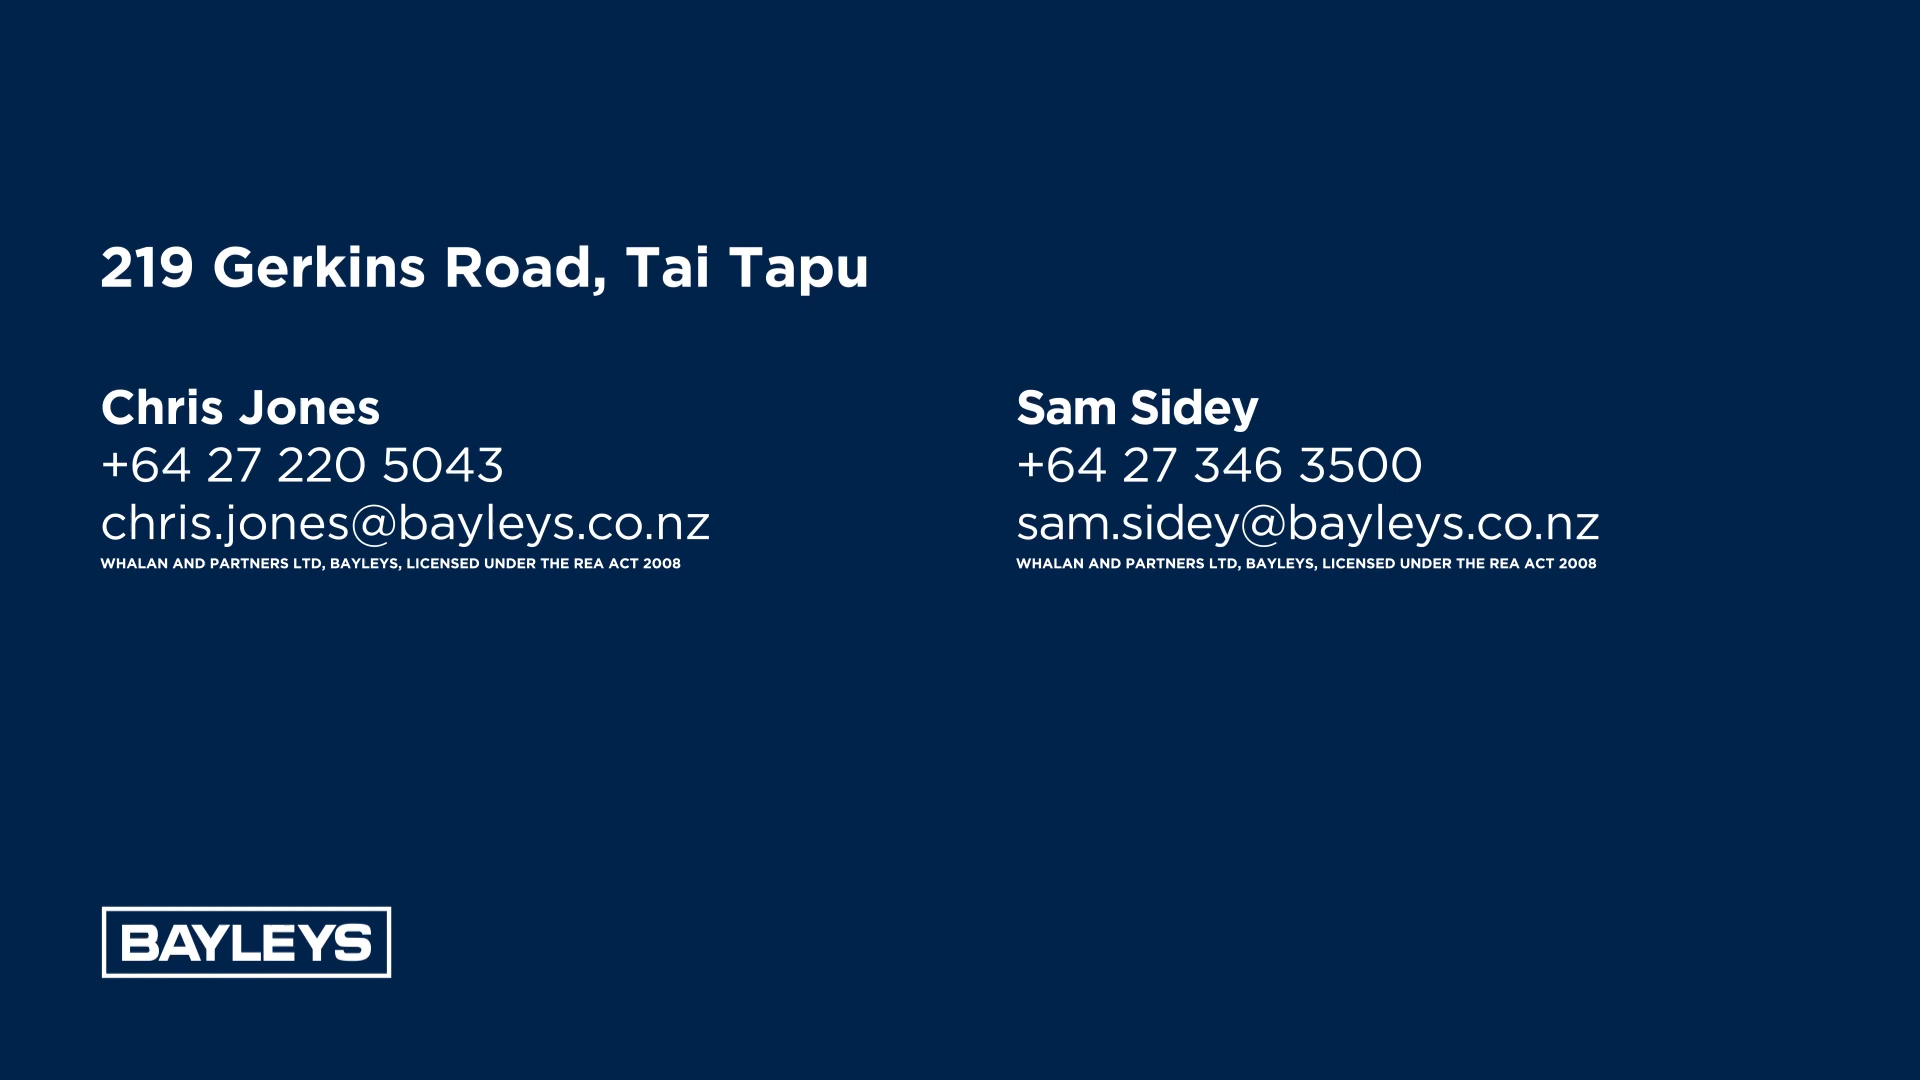 219 Gerkins Road, Tai Tapu
Chris Jones
+64 27 220 5043
chris.jones@bayleys.co.nz
WHALAN AND PARTNERS LTD, BAYLEYS, LICENSED UNDER THE REA ACT 2008
Sam Sidey
+64 27 346 3500
sam.sidey@bayleys.co.nz
WHALAN AND PARTNERS LTD, BAYLEYS, LICENSED UNDER THE REA ACT 2008
BAYLEYS